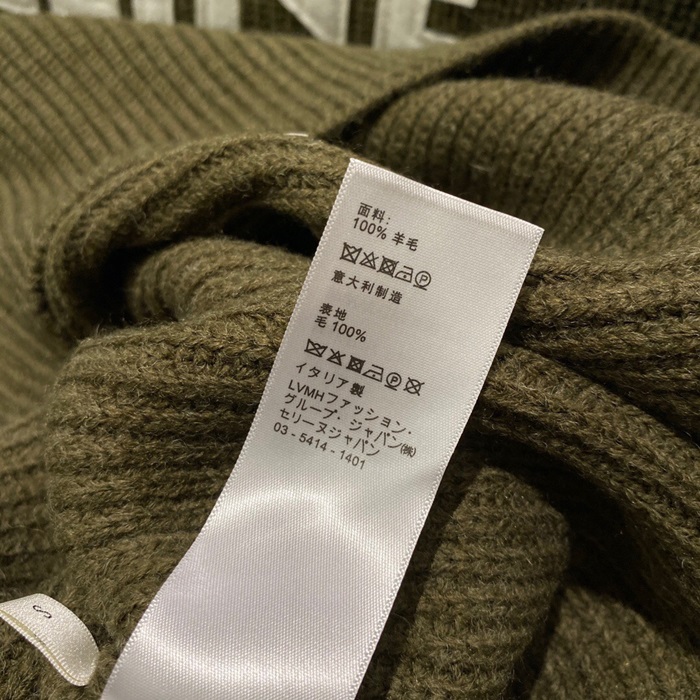 面料:
100% 羊毛
意大利制造
表地
毛 100%
イタリア製
LVMHファッション・
グループ・ジャパン㈱
セリーヌジャパン
03 - 5414 - 1401
S